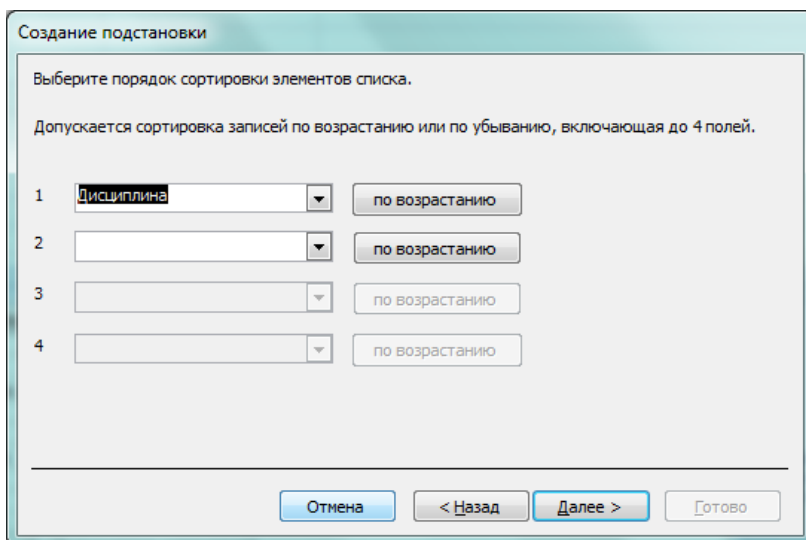 Создание подстановки
Выберите порядок сортировки элементов списка.
Допускается сортировка записей по возрастанию или по убыванию, включающая до 4 полей.
1 Дисциплина по возрастанию
2 по возрастанию
3 по возрастанию
4 по возрастанию
Отмена < Назад Далее > Готово